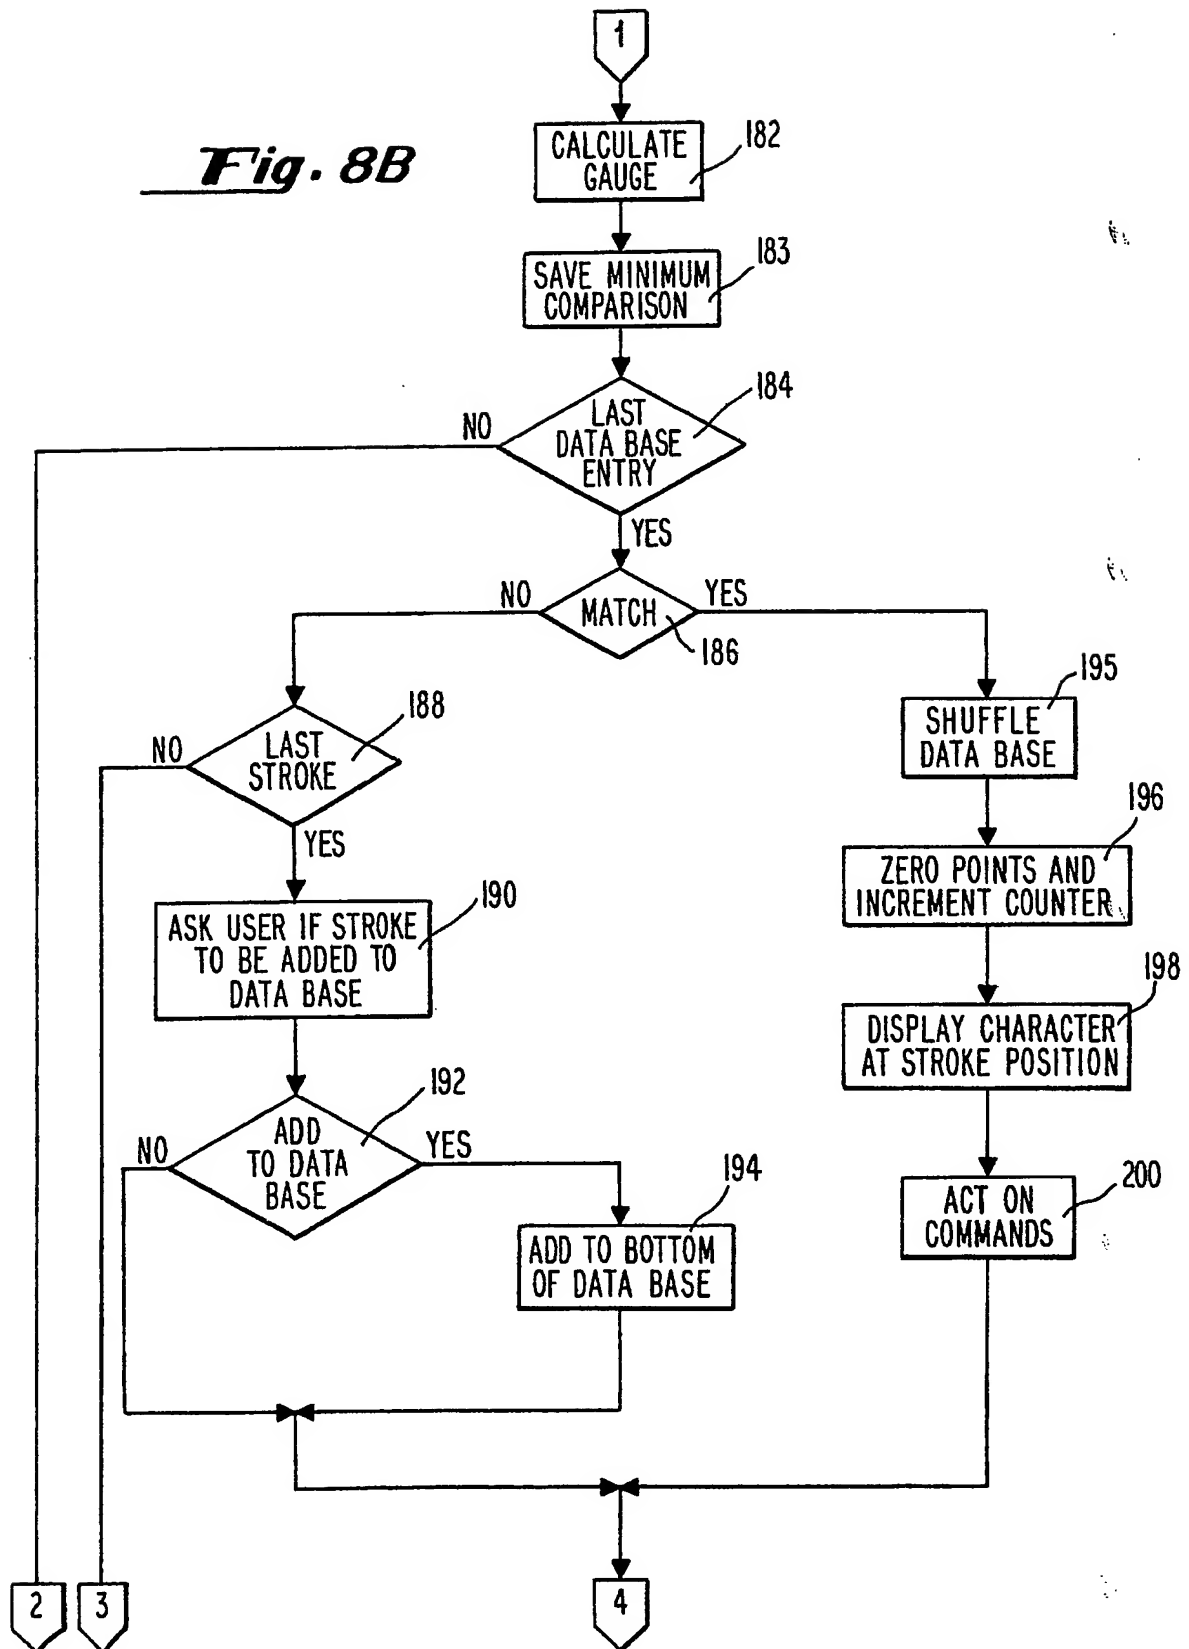 1
Fig. 8B
CALCULATE
GAUGE
182
SAVE MINIMUM
COMPARISON
183
LAST
DATA BASE
ENTRY
184
NO
YES
MATCH
186
NO
YES
LAST
STROKE
188
NO
YES
SHUFFLE
DATA BASE
195
ZERO POINTS AND
INCREMENT COUNTER
196
ASK USER IF STROKE
TO BE ADDED TO
DATA BASE
190
DISPLAY CHARACTER
AT STROKE POSITION
198
ADD
TO DATA
BASE
192
NO
YES
ADD TO BOTTOM
OF DATA BASE
194
ACT ON
COMMANDS
200
2
3
4